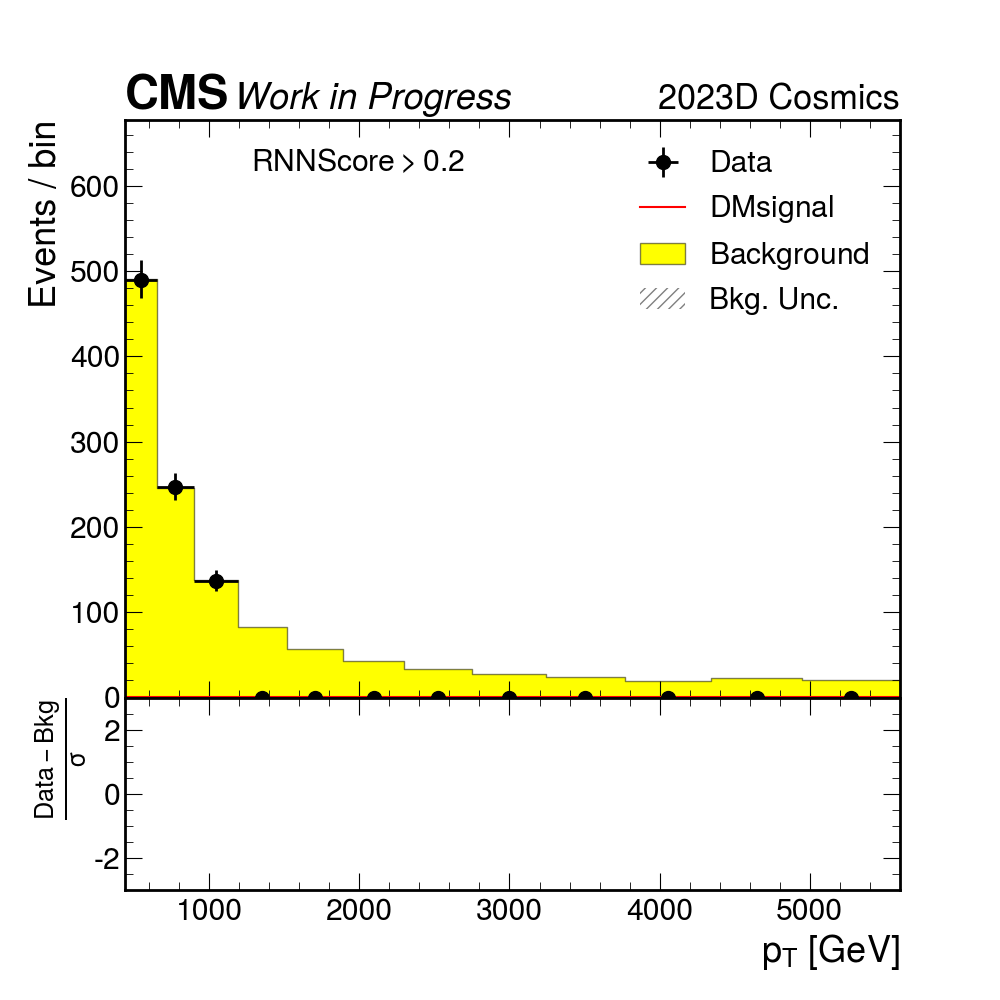 CMS Work in Progress 2023D Cosmics
Events / bin
RNNScore > 0.2
Data
DMsignal
Background
Bkg. Unc.
600
500
400
300
200
100
0
Data – Bkg
σ
2
0
-2
1000 2000 3000 4000 5000
pT [GeV]